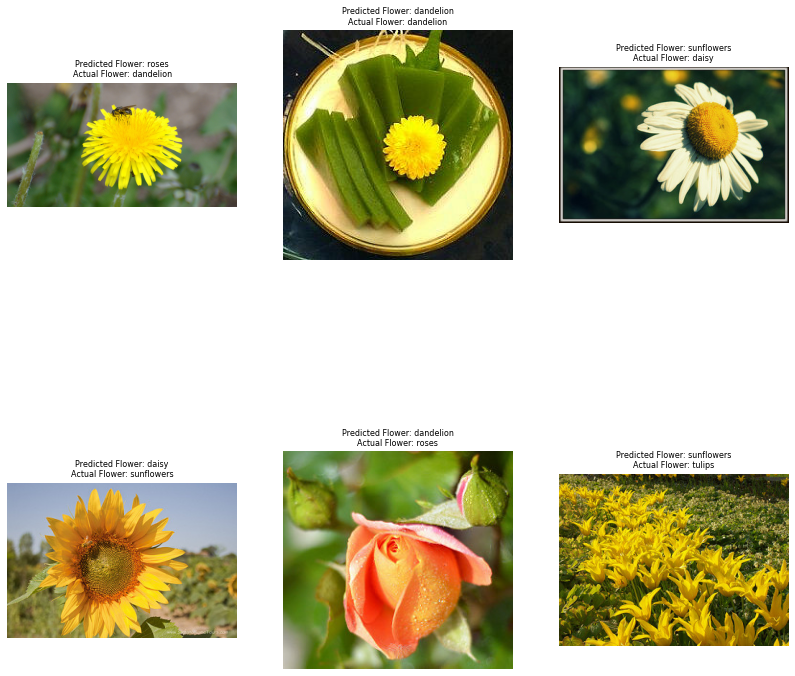 Predicted Flower: roses
Actual Flower: dandelion
Predicted Flower: dandelion
Actual Flower: dandelion
Predicted Flower: sunflowers
Actual Flower: daisy
Predicted Flower: daisy
Actual Flower: sunflowers
Predicted Flower: dandelion
Actual Flower: roses
Predicted Flower: sunflowers
Actual Flower: tulips